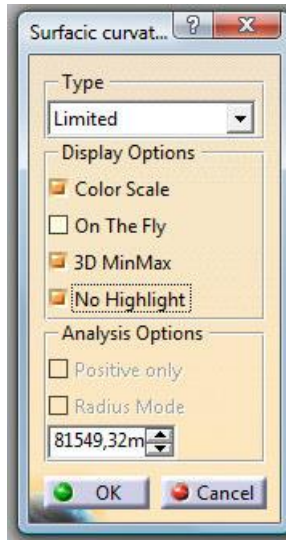 Surfacic curvat... ? X
Type
Limited
Display Options
Color Scale
On The Fly
3D MinMax
No Highlight
Analysis Options
Positive only
Radius Mode
81549,32m
OK Cancel